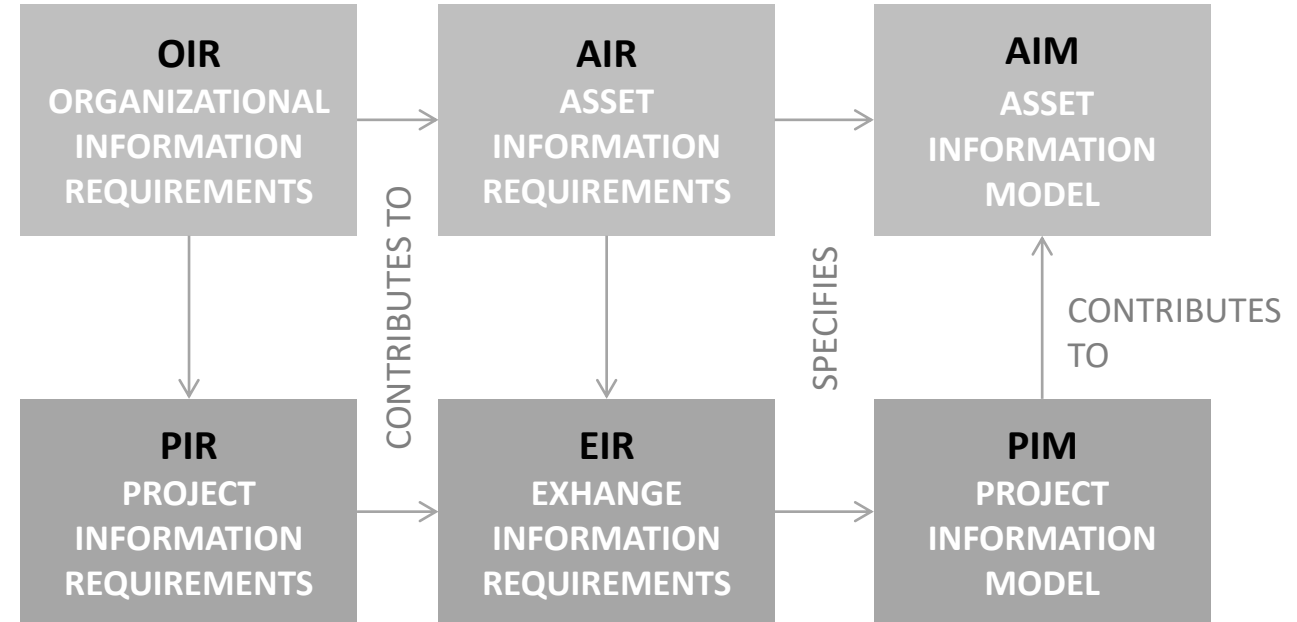 OIR
ORGANIZATIONAL
INFORMATION
REQUIREMENTS
AIR
ASSET
INFORMATION
REQUIREMENTS
AIM
ASSET
INFORMATION
MODEL
CONTRIBUTES TO
SPECIFIES
CONTRIBUTES
TO
PIR
PROJECT
INFORMATION
REQUIREMENTS
EIR
EXHANGE
INFORMATION
REQUIREMENTS
PIM
PROJECT
INFORMATION
MODEL